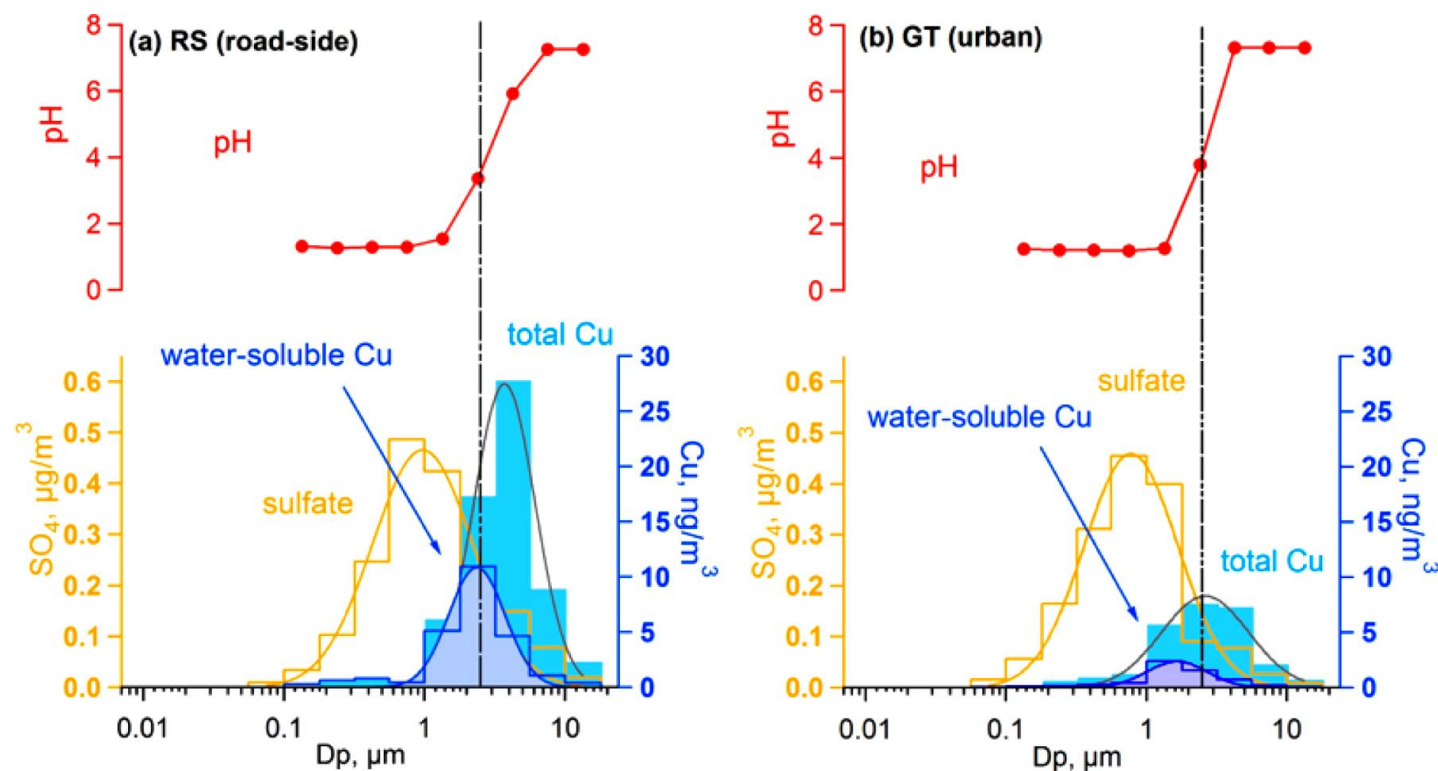 (a) RS (road-side)
pH
pH
8
6
4
2
0
water-soluble Cu
total Cu
sulfate
SO₄, µg/m³
0.6
0.5
0.4
0.3
0.2
0.1
0.0
Cu, ng/m³
30
25
20
15
10
5
0
0.01 0.1 1 10
Dp, µm
(b) GT (urban)
pH
pH
8
6
4
2
0
sulfate
water-soluble Cu
total Cu
SO₄, µg/m³
0.6
0.5
0.4
0.3
0.2
0.1
0.0
Cu, ng/m³
30
25
20
15
10
5
0
0.01 0.1 1 10
Dp, µm